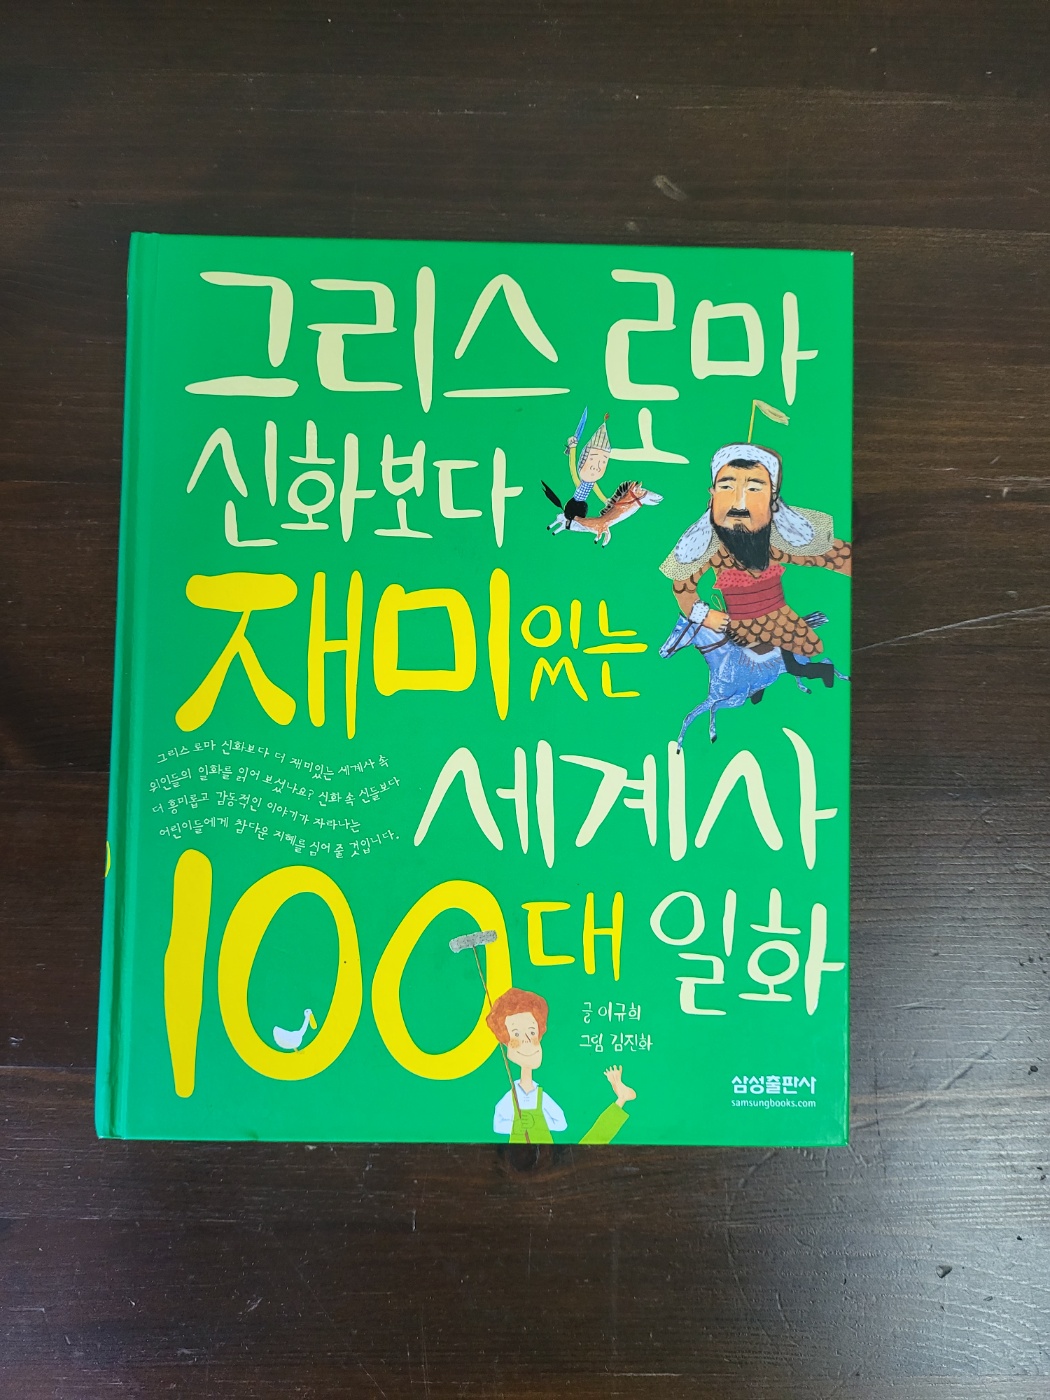 그리스 로마
신화보다
재미있는
그리스 로마 신화보다 더 재미있는 세계사 속
위인들의 일화를 읽어 보셨나요? 신화 속 신들보다
더 흥미롭고 감동적인 이야기가 자라나는
어린이들에게 참다운 지혜를 심어 줄 것입니다.
세계사
100대 일화
글 이규희
그림 김진화
삼성출판사
samsungbooks.com